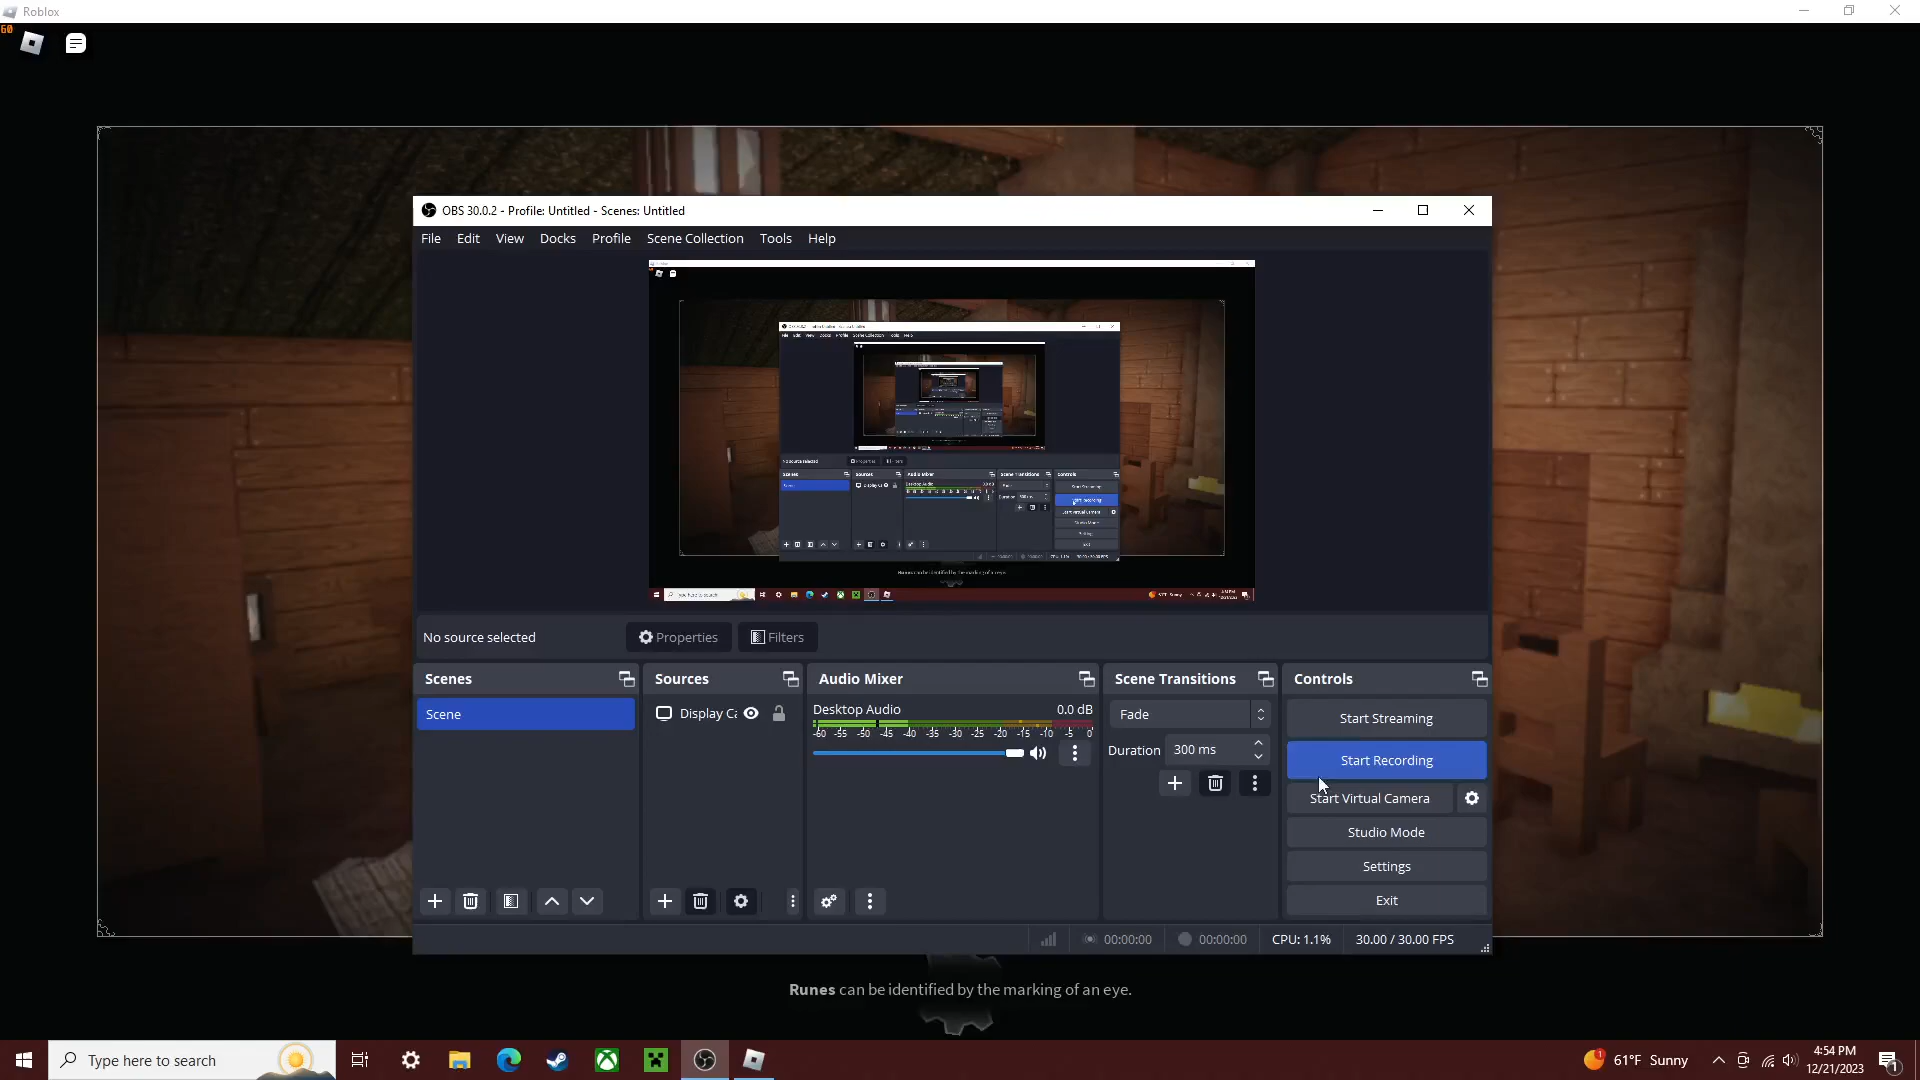 Roblox
60
OBS 30.0.2 - Profile: Untitled - Scenes: Untitled
File Edit View Docks Profile Scene Collection Tools Help
No source selected Properties Filters
Scenes Sources Audio Mixer Scene Transitions Controls
Scene
Display Ca
Desktop Audio 0.0 dB
-60 -55 -50 -45 -40 -35 -30 -25 -20 -15 -10 -5 0
Fade
Duration 300 ms
Start Streaming
Start Recording
Start Virtual Camera
Studio Mode
Settings
Exit
00:00:00 00:00:00 CPU: 1.1% 30.00 / 30.00 FPS
Runes can be identified by the marking of an eye.
Type here to search
1
61°F Sunny
4:54 PM
12/21/2023
1